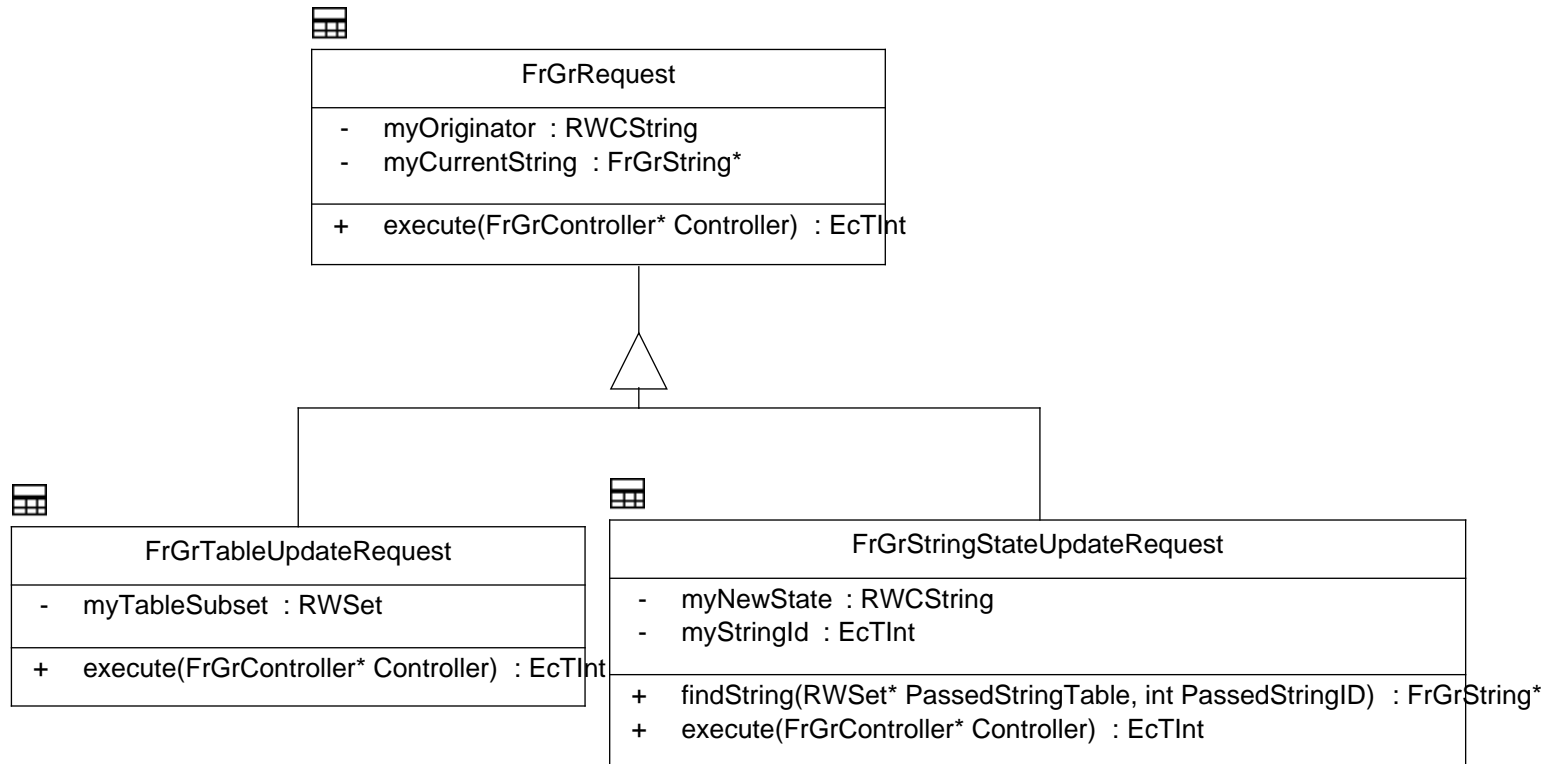 FrGrRequest
- myOriginator : RWCString
- myCurrentString : FrGrString*
+ execute(FrGrController* Controller) : EcTInt
FrGrTableUpdateRequest
- myTableSubset : RWSet
+ execute(FrGrController* Controller) : EcTInt
FrGrStringStateUpdateRequest
- myNewState : RWCString
- myStringId : EcTInt
+ findString(RWSet* PassedStringTable, int PassedStringID) : FrGrString*
+ execute(FrGrController* Controller) : EcTInt